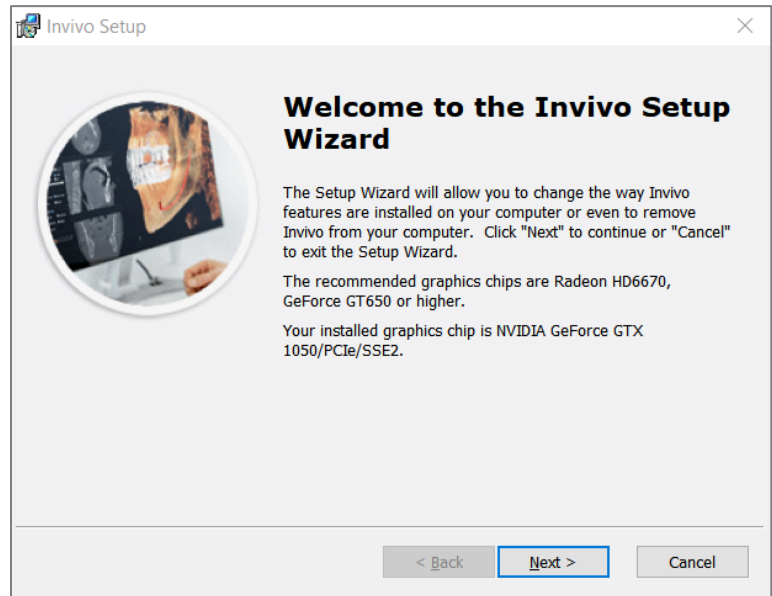 Invivo Setup
Welcome to the Invivo Setup
Wizard
The Setup Wizard will allow you to change the way Invivo
features are installed on your computer or even to remove
Invivo from your computer.  Click "Next" to continue or "Cancel"
to exit the Setup Wizard.
The recommended graphics chips are Radeon HD6670,
GeForce GT650 or higher.
Your installed graphics chip is NVIDIA GeForce GTX
1050/PCIe/SSE2.
< Back
Next >
Cancel